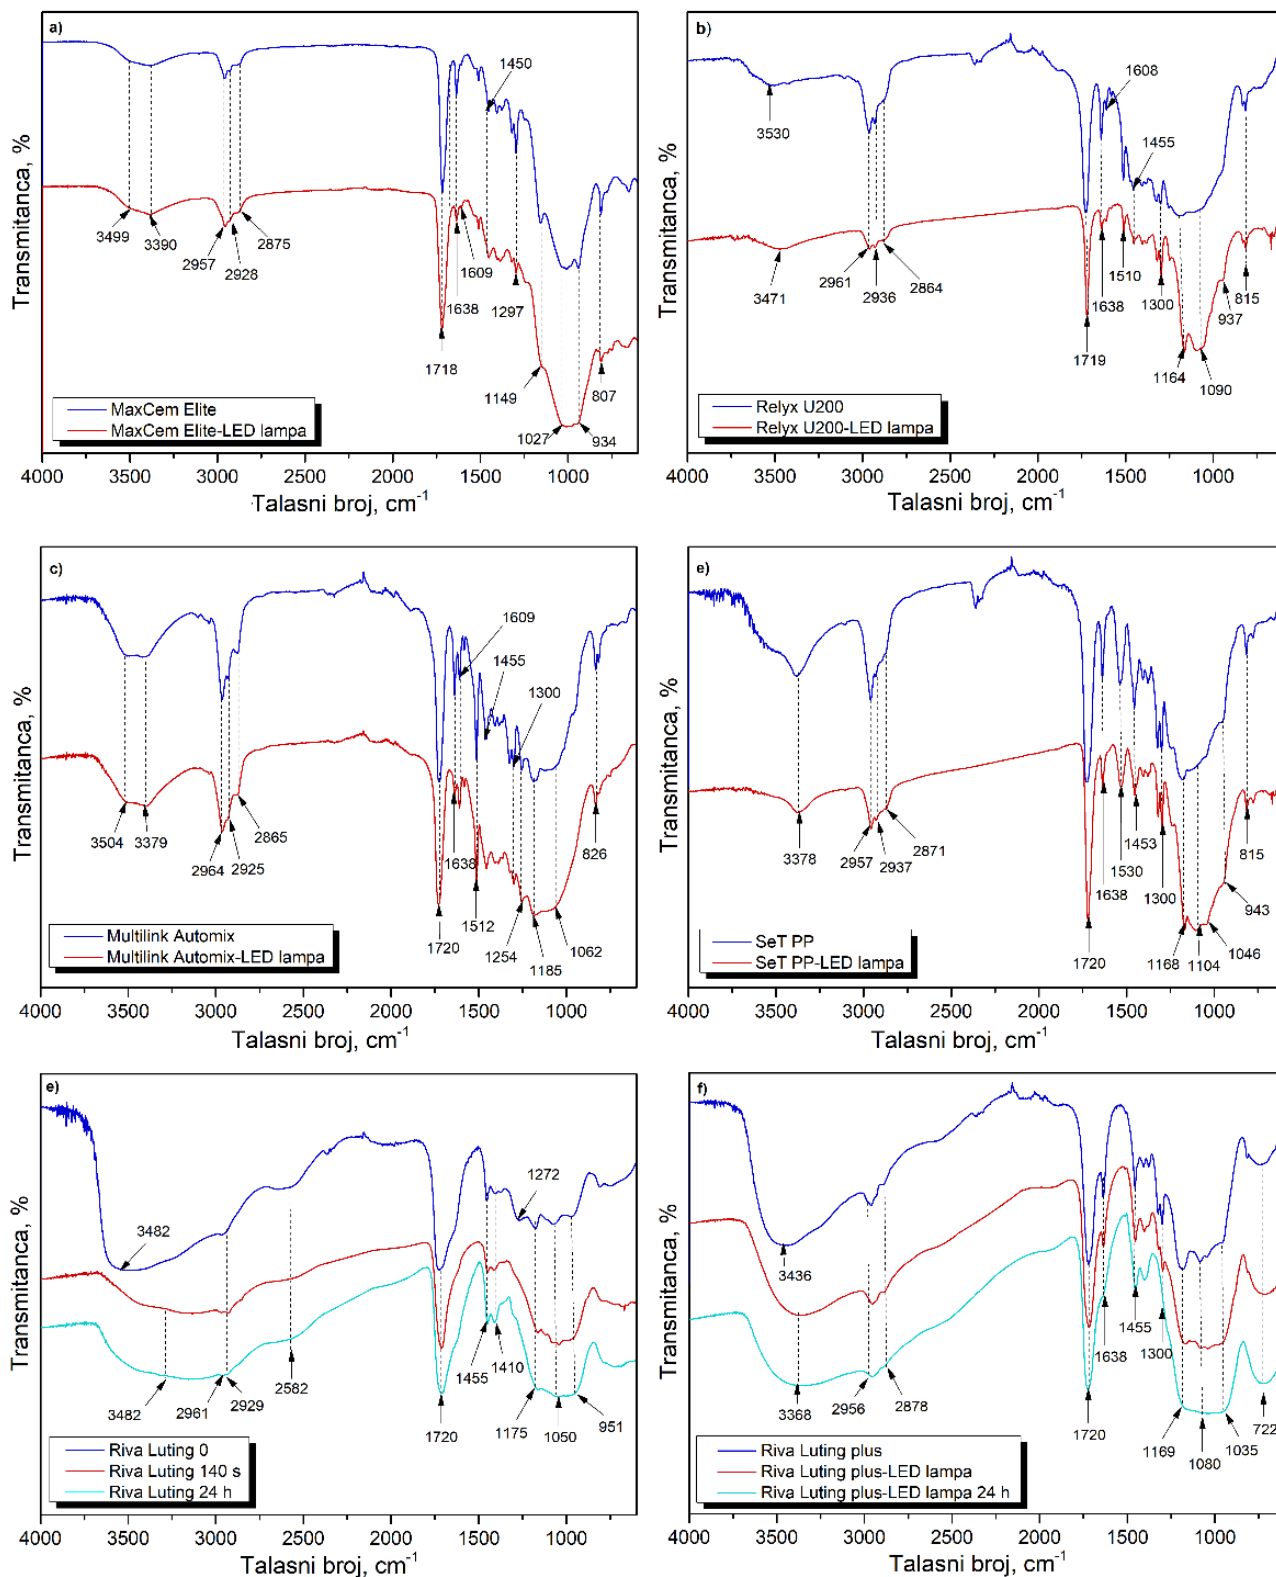 a)
Transmitanca, %
1450
3499
3390
2957
2928
2875
1718
1638
1609
1297
1149
1027
934
807
MaxCem Elite
MaxCem Elite-LED lampa
4000 3500 3000 2500 2000 1500 1000
Talasni broj, cm-1
b)
Transmitanca, %
3530
1608
1455
3471
2961
2936
2864
1719
1638
1510
1300
1164
1090
937
815
Relyx U200
Relyx U200-LED lampa
4000 3500 3000 2500 2000 1500 1000
Talasni broj, cm-1
c)
Transmitanca, %
1609
1455
1300
3504
3379
2964
2925
2865
1720
1638
1512
1254
1185
1062
826
Multilink Automix
Multilink Automix-LED lampa
4000 3500 3000 2500 2000 1500 1000
Talasni broj, cm-1
e)
Transmitanca, %
3378
2957
2937
2871
1720
1638
1530
1453
1300
1168
1104
1046
943
815
SeT PP
SeT PP-LED lampa
4000 3500 3000 2500 2000 1500 1000
Talasni broj, cm-1
e)
Transmitanca, %
3482
1272
3482
2961
2929
2582
1720
1455
1410
1175
1050
951
Riva Luting 0
Riva Luting 140 s
Riva Luting 24 h
4000 3500 3000 2500 2000 1500 1000
Talasni broj, cm-1
f)
Transmitanca, %
3436
3368
2956
2878
1720
1638
1455
1300
1169
1080
1035
722
Riva Luting plus
Riva Luting plus-LED lampa
Riva Luting plus-LED lampa 24 h
4000 3500 3000 2500 2000 1500 1000
Talasni broj, cm-1